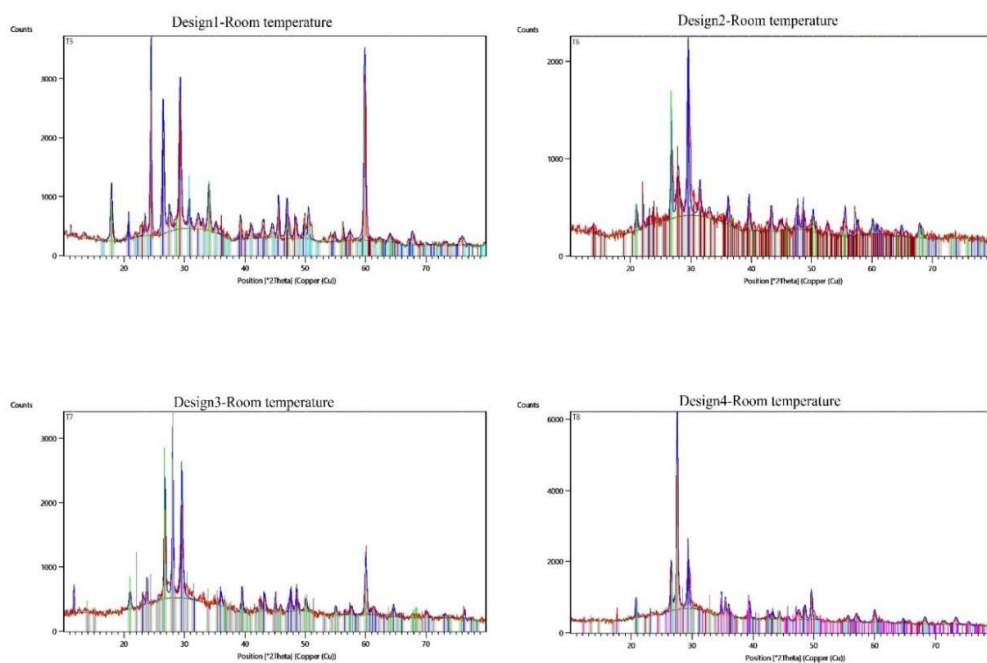 Design1-Room temperature
Counts
T5
3000
2000
1000
0
20 30 40 50 60 70
Position [°2Theta] (Copper (Cu))
Design2-Room temperature
Counts
T6
2000
1000
0
20 30 40 50 60 70
Position [°2Theta] (Copper (Cu))
Design3-Room temperature
Counts
T7
3000
2000
1000
0
20 30 40 50 60 70
Position [°2Theta] (Copper (Cu))
Design4-Room temperature
Counts
T8
6000
4000
2000
0
20 30 40 50 60 70
Position [°2Theta] (Copper (Cu))